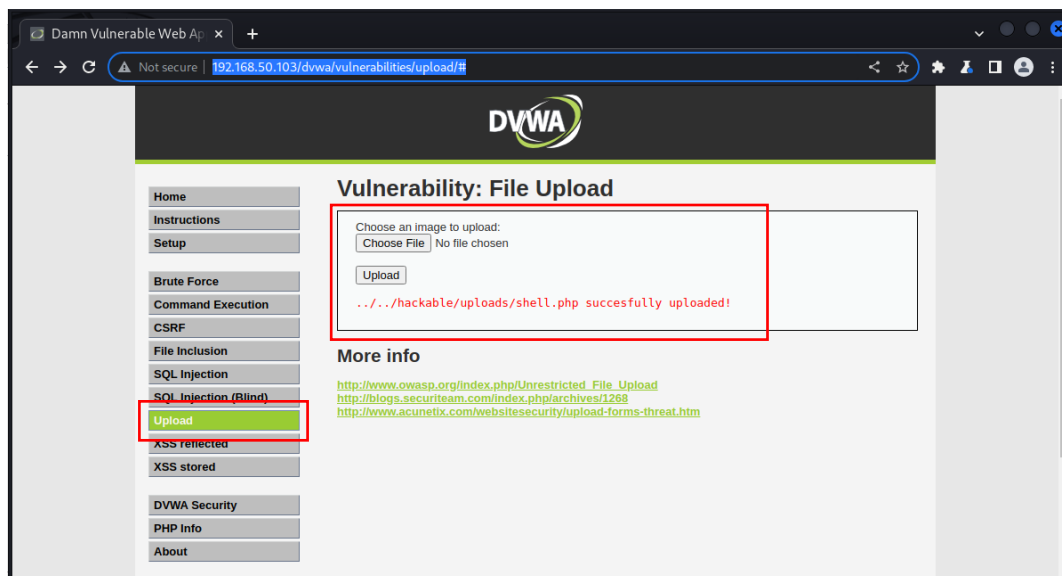 Damn Vulnerable Web Ap
Not secure | 192.168.50.103/dvwa/vulnerabilities/upload/#
DVWA
Home
Instructions
Setup
Brute Force
Command Execution
CSRF
File Inclusion
SQL Injection
SQL Injection (Blind)
Upload
XSS reflected
XSS stored
DVWA Security
PHP Info
About
Vulnerability: File Upload
Choose an image to upload:
Choose File No file chosen
Upload
../../hackable/uploads/shell.php succesfully uploaded!
More info
http://www.owasp.org/index.php/Unrestricted_File_Upload
http://blogs.securiteam.com/index.php/archives/1268
http://www.acunetix.com/websitesecurity/upload-forms-threat.htm